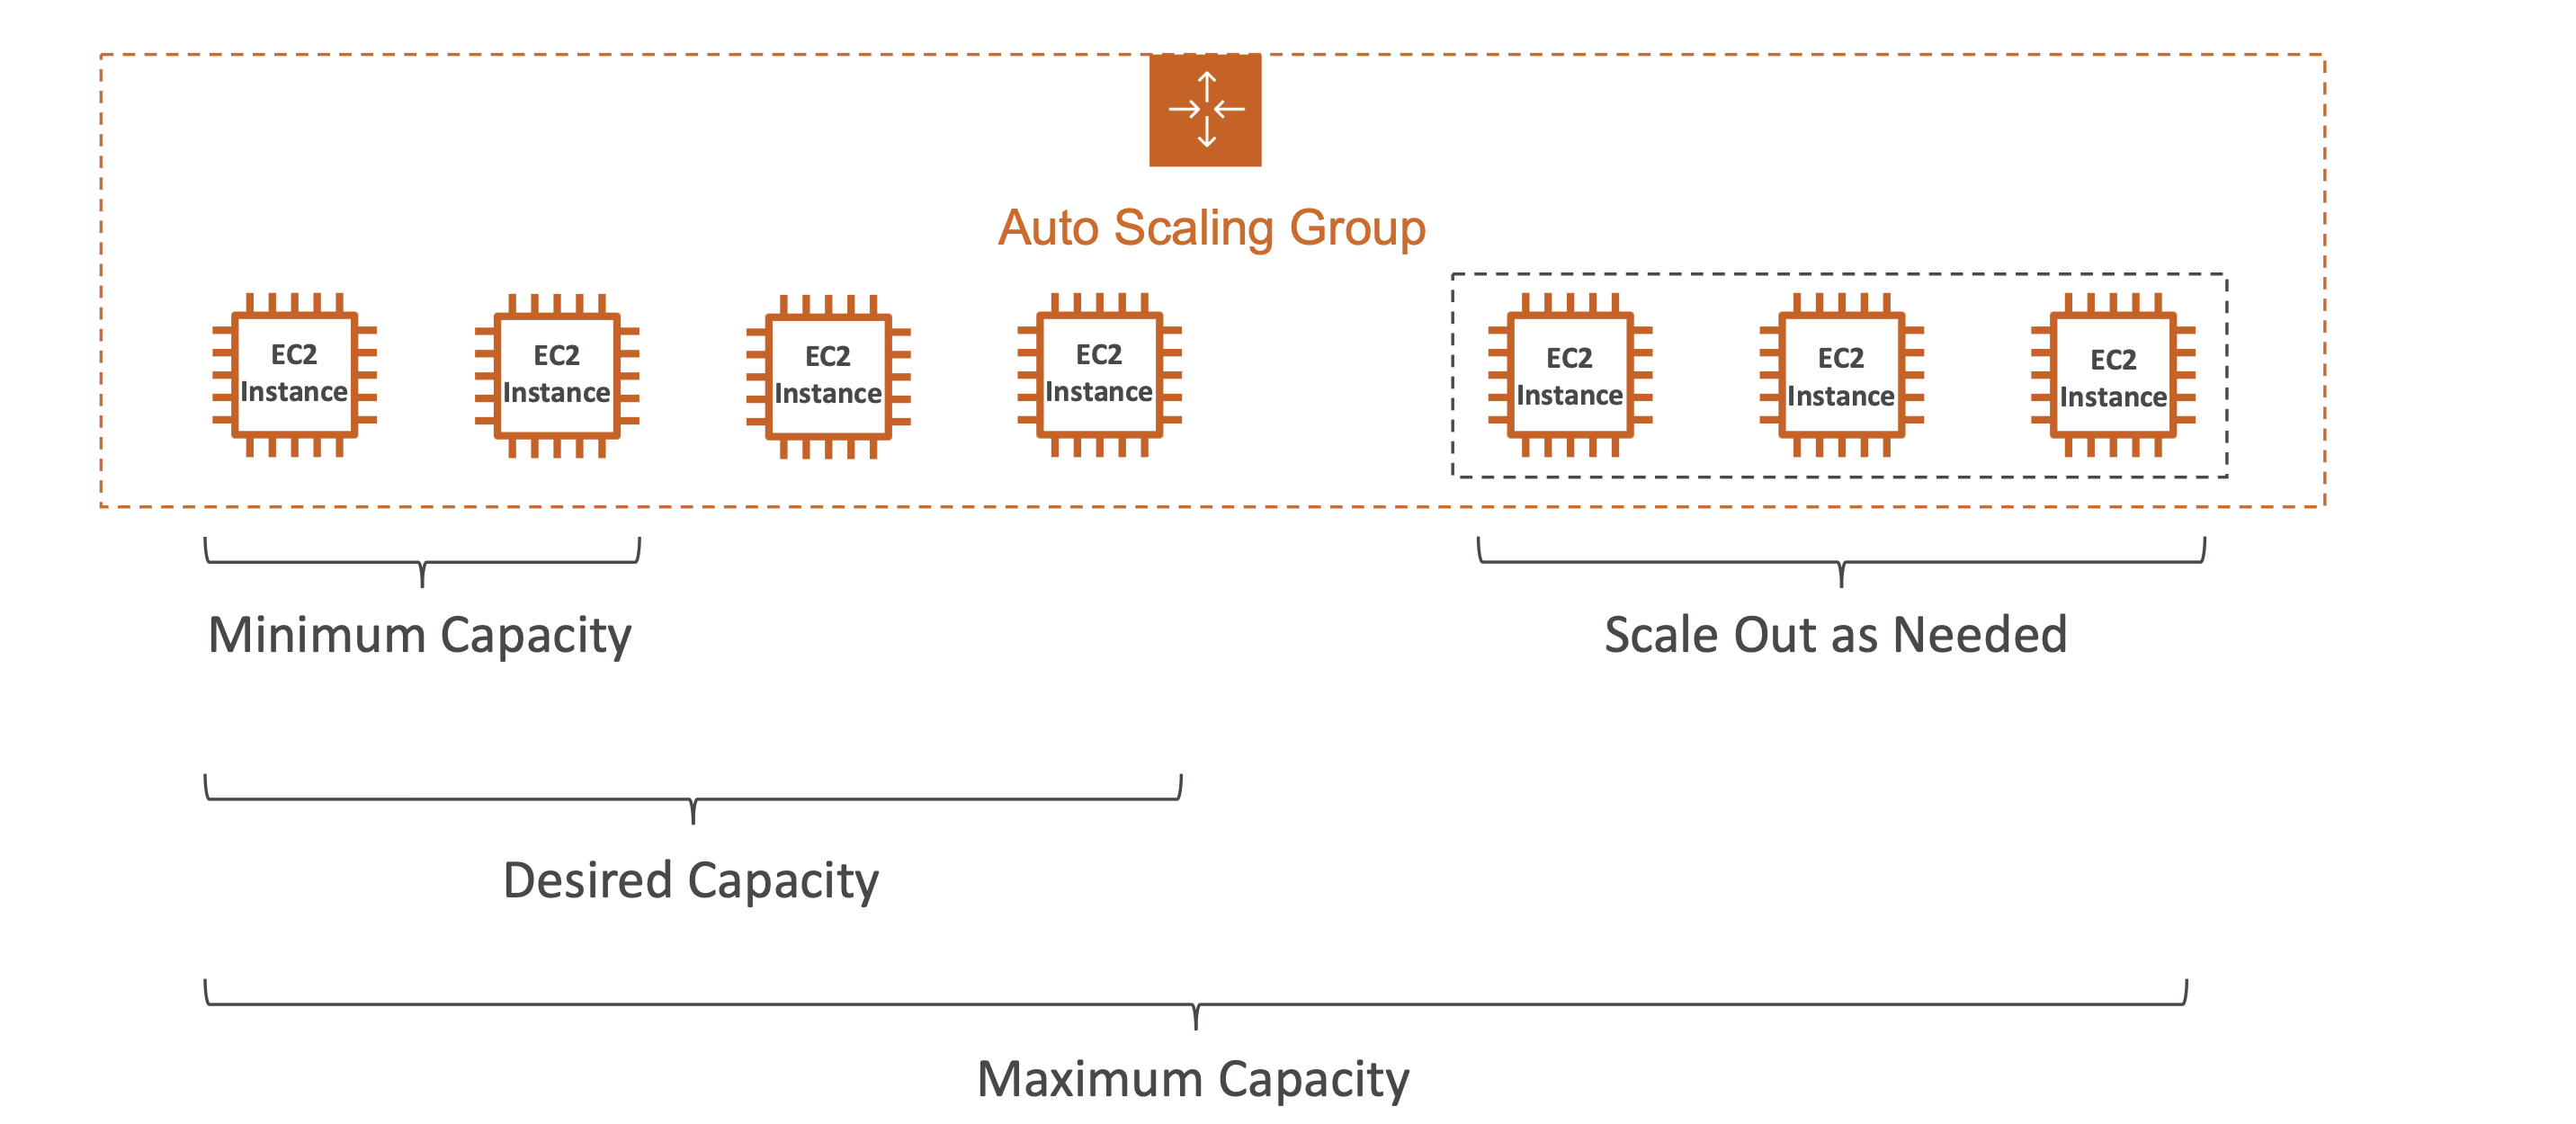 Auto Scaling Group
EC2
Instance
EC2
Instance
EC2
Instance
EC2
Instance
EC2
Instance
EC2
Instance
EC2
Instance
Minimum Capacity
Scale Out as Needed
Desired Capacity
Maximum Capacity